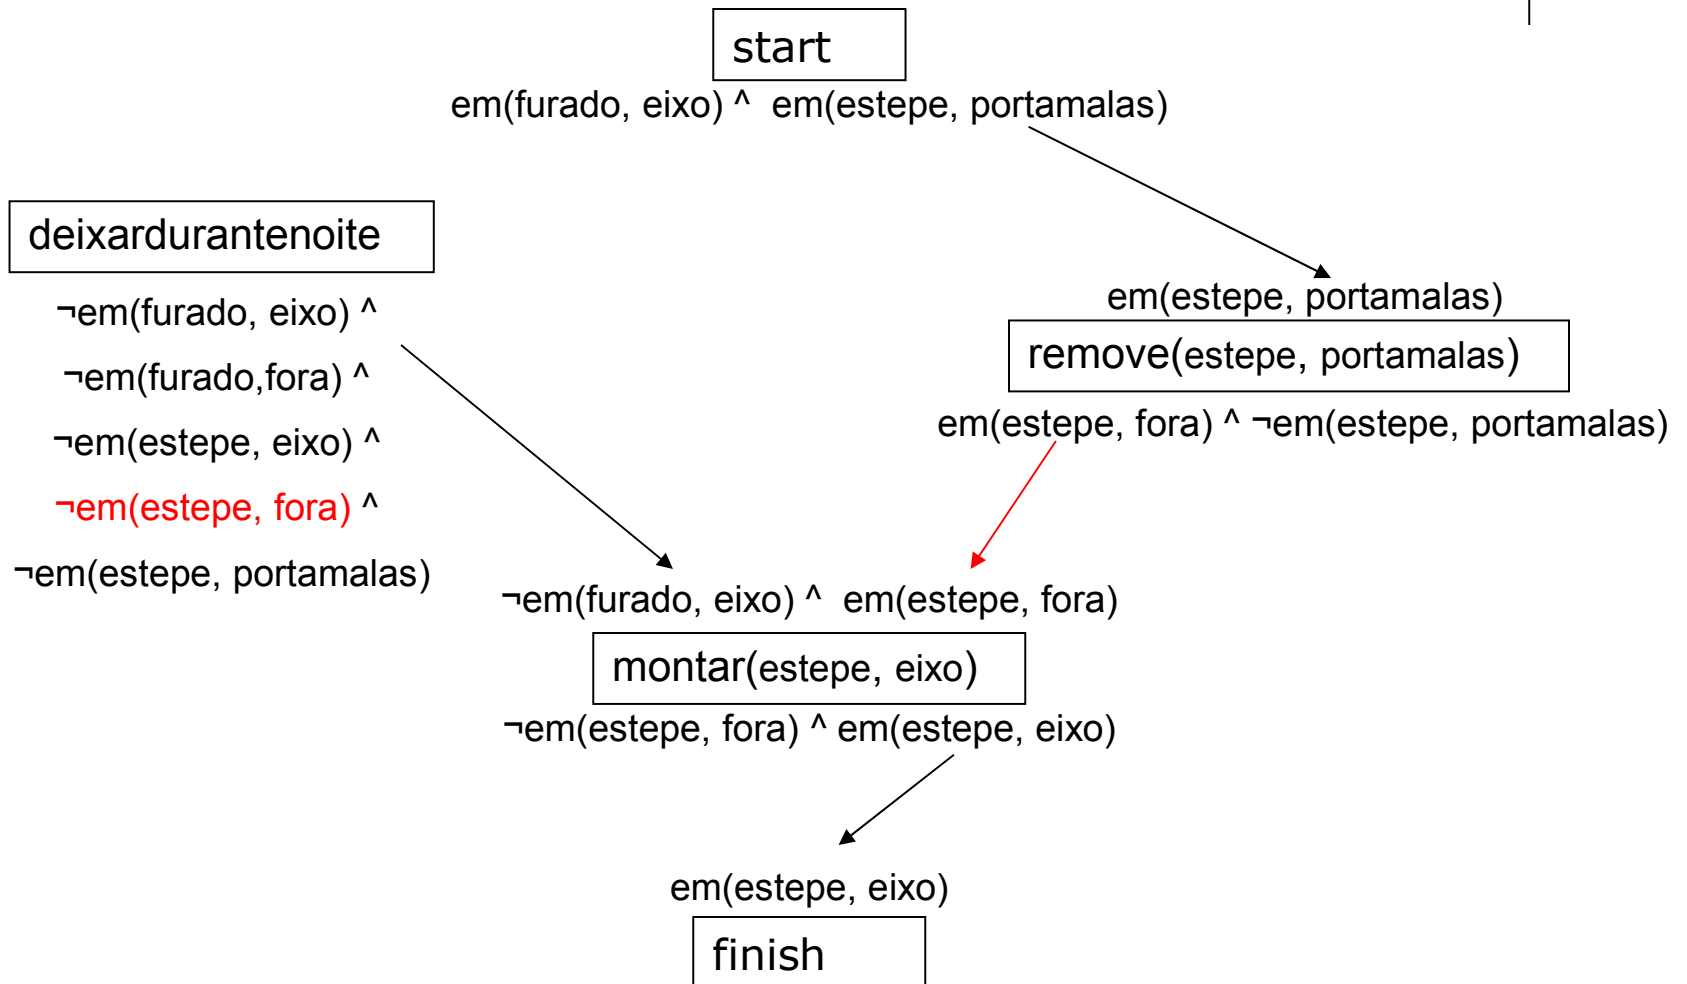 start
em(furado, eixo) ^ em(estepe, portamalas)
deixardurantenoite
¬em(furado, eixo) ^
¬em(furado,fora) ^
¬em(estepe, eixo) ^
¬em(estepe, fora) ^
¬em(estepe, portamalas)
em(estepe, portamalas)
remove(estepe, portamalas)
em(estepe, fora) ^ ¬em(estepe, portamalas)
¬em(furado, eixo) ^ em(estepe, fora)
montar(estepe, eixo)
¬em(estepe, fora) ^ em(estepe, eixo)
em(estepe, eixo)
finish